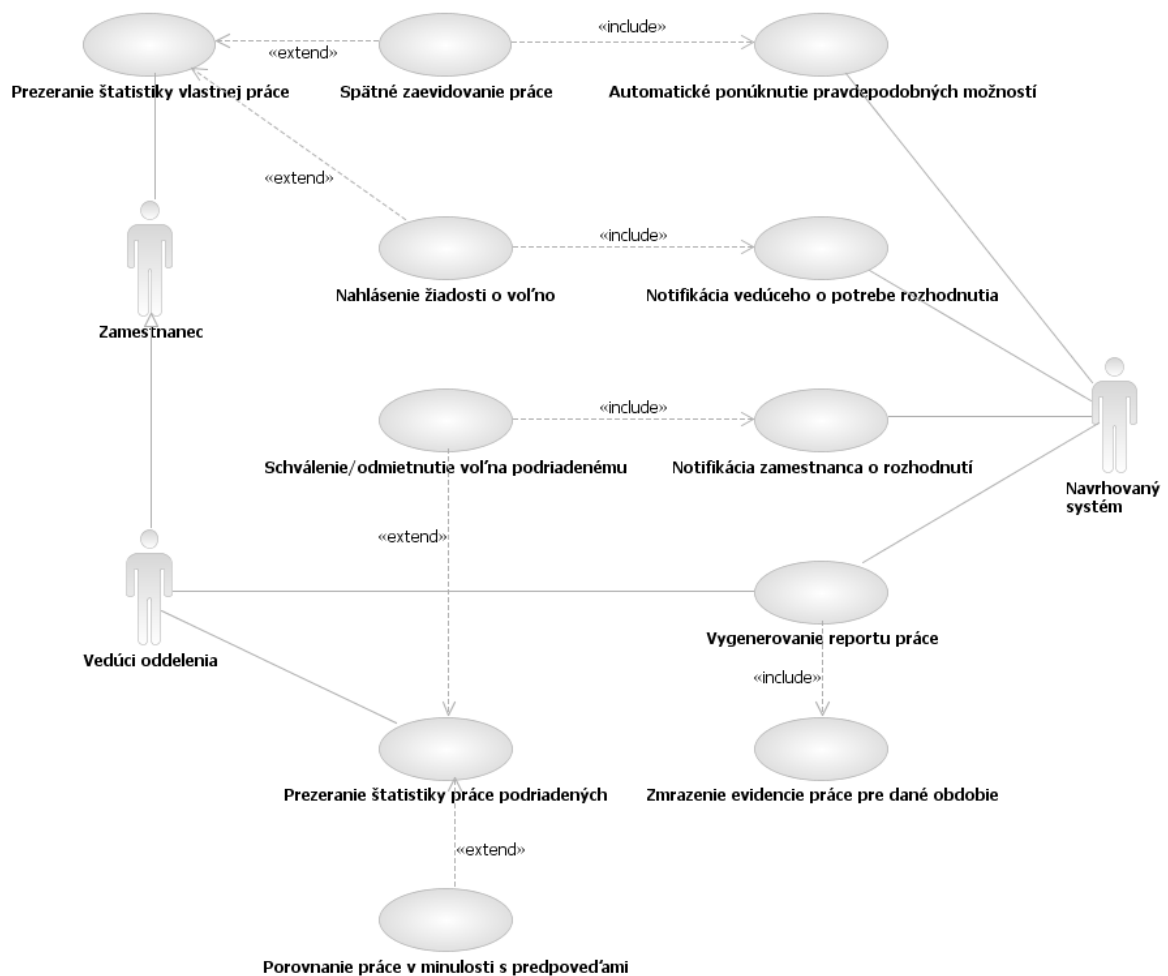 «include»
«extend»
Prezeranie štatistiky vlastnej práce
Spätné zaevidovanie práce
Automatické ponúknutie pravdepodobných možností
«extend»
«include»
Nahlásenie žiadosti o voľno
Notifikácia vedúceho o potrebe rozhodnutia
Zamestnanec
«include»
Schválenie/odmietnutie voľna podriadenému
Notifikácia zamestnanca o rozhodnutí
Navrhovaný
systém
«extend»
Vygenerovanie reportu práce
Vedúci oddelenia
«include»
Prezeranie štatistiky práce podriadených
Zmrazenie evidencie práce pre dané obdobie
«extend»
Porovnanie práce v minulosti s predpoveďami